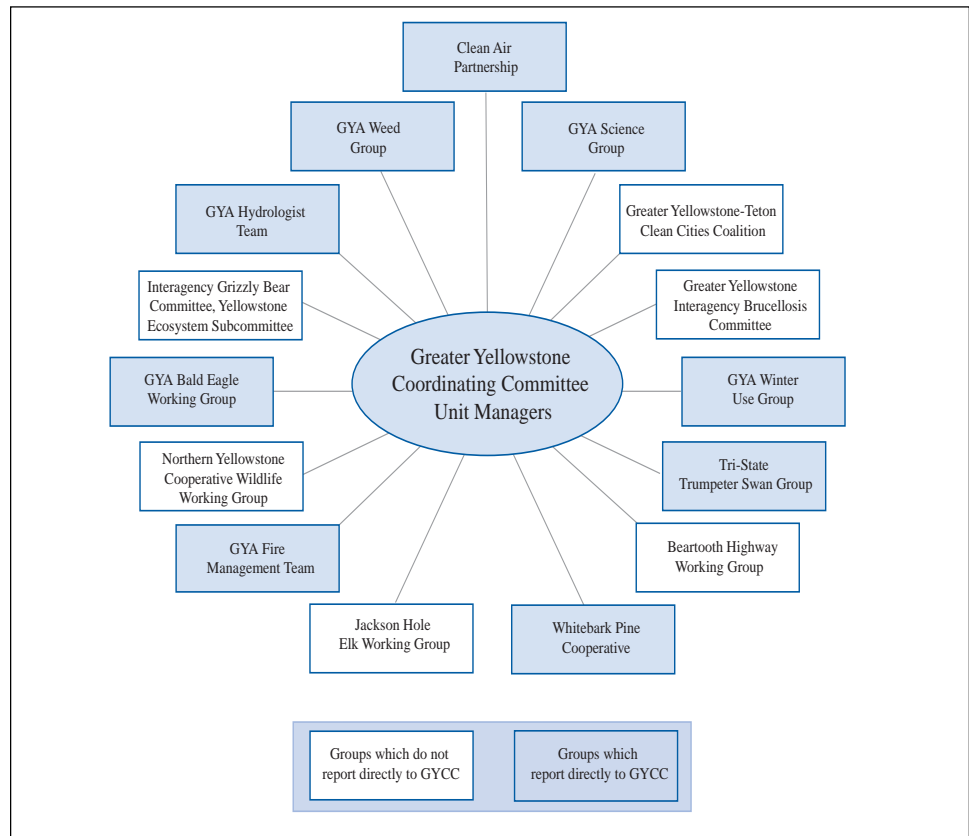 Clean Air
Partnership
GYA Weed
Group
GYA Science
Group
GYA Hydrologist
Team
Greater Yellowstone-Teton
Clean Cities Coalition
Interagency Grizzly Bear
Committee, Yellowstone
Ecosystem Subcommittee
Greater Yellowstone
Interagency Brucellosis
Committee
Greater Yellowstone
Coordinating Committee
Unit Managers
GYA Bald Eagle
Working Group
GYA Winter
Use Group
Northern Yellowstone
Cooperative Wildlife
Working Group
Tri-State
Trumpeter Swan Group
GYA Fire
Management Team
Beartooth Highway
Working Group
Jackson Hole
Elk Working Group
Whitebark Pine
Cooperative
Groups which do not
report directly to GYCC
Groups which
report directly to GYCC